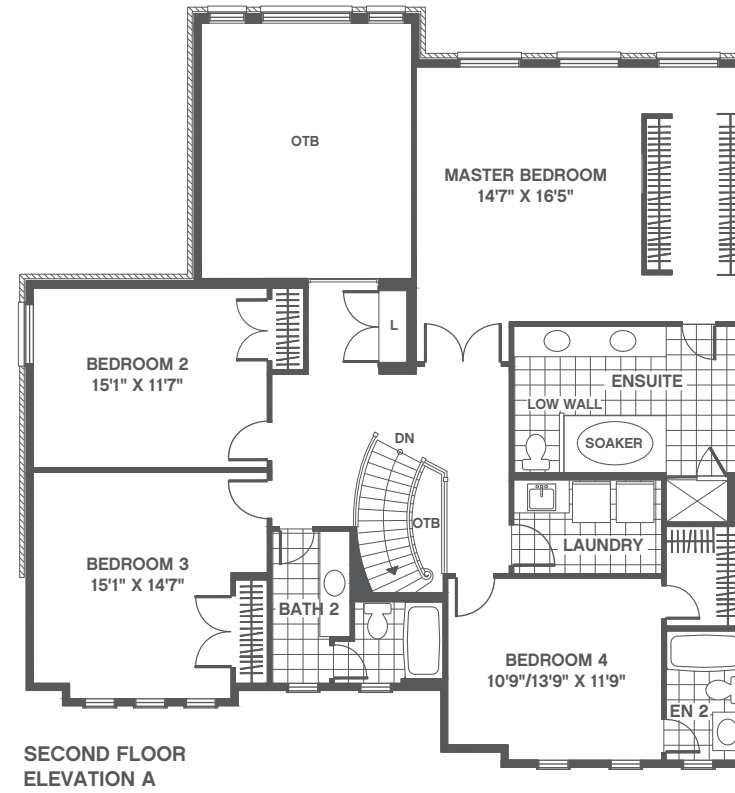 OTB
MASTER BEDROOM
14'7" X 16'5"
L
BEDROOM 2
15'1" X 11'7"
ENSUITE
LOW WALL
SOAKER
DN
OTB
LAUNDRY
BEDROOM 3
15'1" X 14'7"
BATH 2
BEDROOM 4
10'9"/13'9" X 11'9"
EN 2
SECOND FLOOR
ELEVATION A